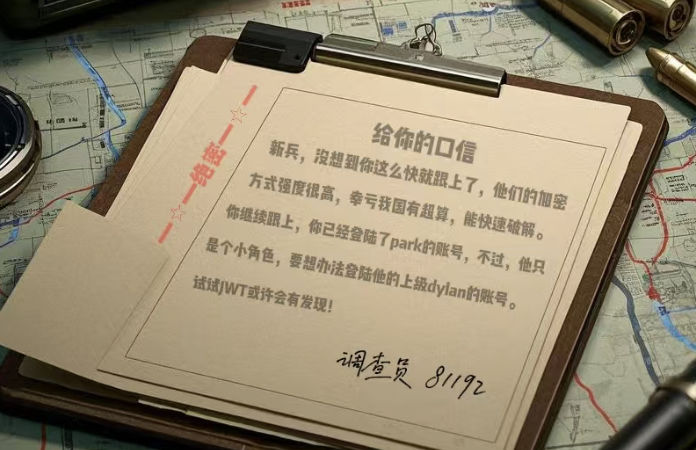 ——☆——绝密——☆——
给你的口信
新兵，没想到你这么快就跟上了，他们的加密
方式强度很高，幸亏我国有超算，能快速破解。
你继续跟上，你已经登陆了park的账号，不过，他只
是个小角色，要想办法登陆他的上级dylan的账号。
试试JWT或许会有发现！
调查员 81192